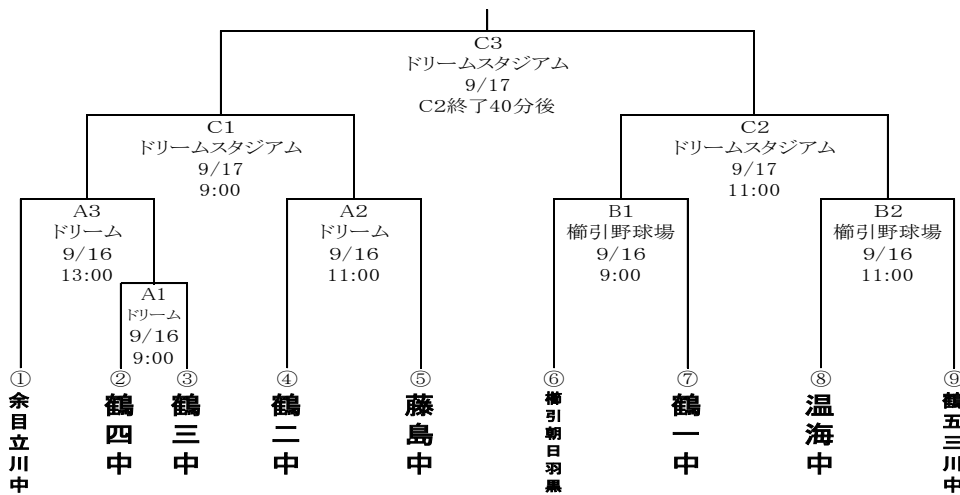 C3
ドリームスタジアム
9/17
C2終了40分後
C1
ドリームスタジアム
9/17
9:00
C2
ドリームスタジアム
9/17
11:00
A3
ドリーム
9/16
13:00
A2
ドリーム
9/16
11:00
B1
櫛引野球場
9/16
9:00
B2
櫛引野球場
9/16
11:00
A1
ドリーム
9/16
9:00
①
余目立川中
②
鶴四中
③
鶴三中
④
鶴二中
⑤
藤島中
⑥
櫛引朝日羽黒
⑦
鶴一中
⑧
温海中
⑨
鶴五三川中